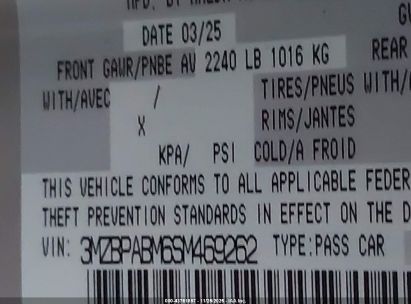 DATE 03/25
FRONT GAWR/PNBE AV 2240 LB 1016 KG
REAR
WITH/AVEC / TIRES/PNEUS WITH/
X RIMS/JANTES
KPA/ PSI COLD/A FROID
THIS VEHICLE CONFORMS TO ALL APPLICABLE FEDER
THEFT PREVENTION STANDARDS IN EFFECT ON THE D
VIN: 3MZBPABM6SM469262 TYPE:PASS CAR